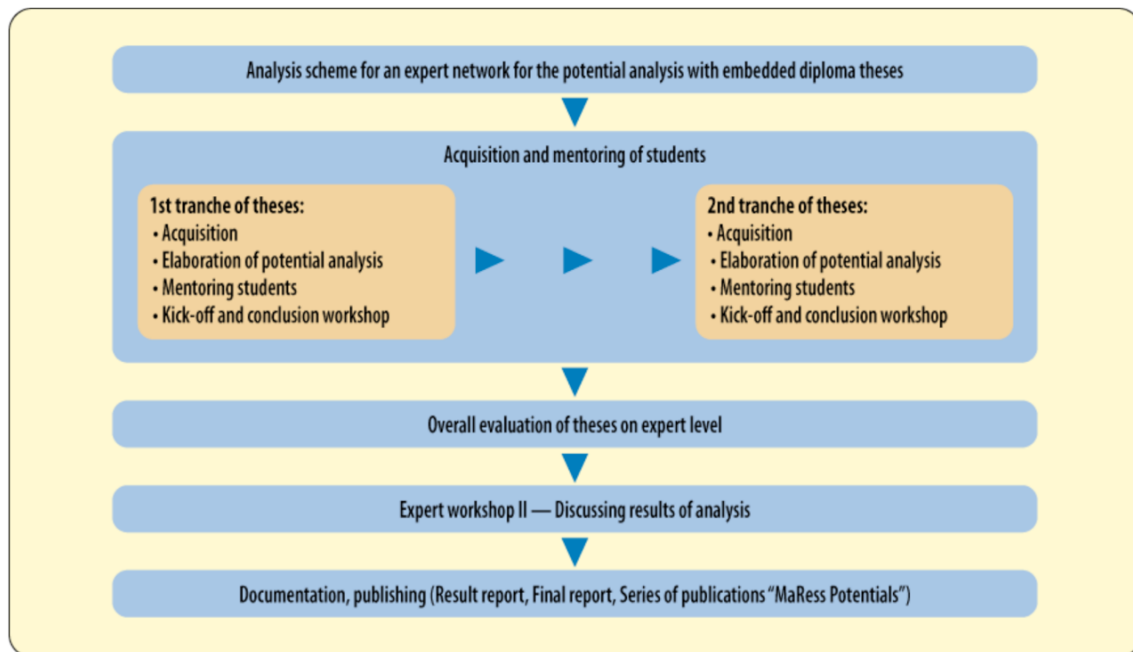 Analysis scheme for an expert network for the potential analysis with embedded diploma theses
Acquisition and mentoring of students
1st tranche of theses:
• Acquisition
• Elaboration of potential analysis
• Mentoring students
• Kick-off and conclusion workshop
2nd tranche of theses:
• Acquisition
• Elaboration of potential analysis
• Mentoring students
• Kick-off and conclusion workshop
Overall evaluation of theses on expert level
Expert workshop II — Discussing results of analysis
Documentation, publishing (Result report, Final report, Series of publications “MaRess Potentials”)